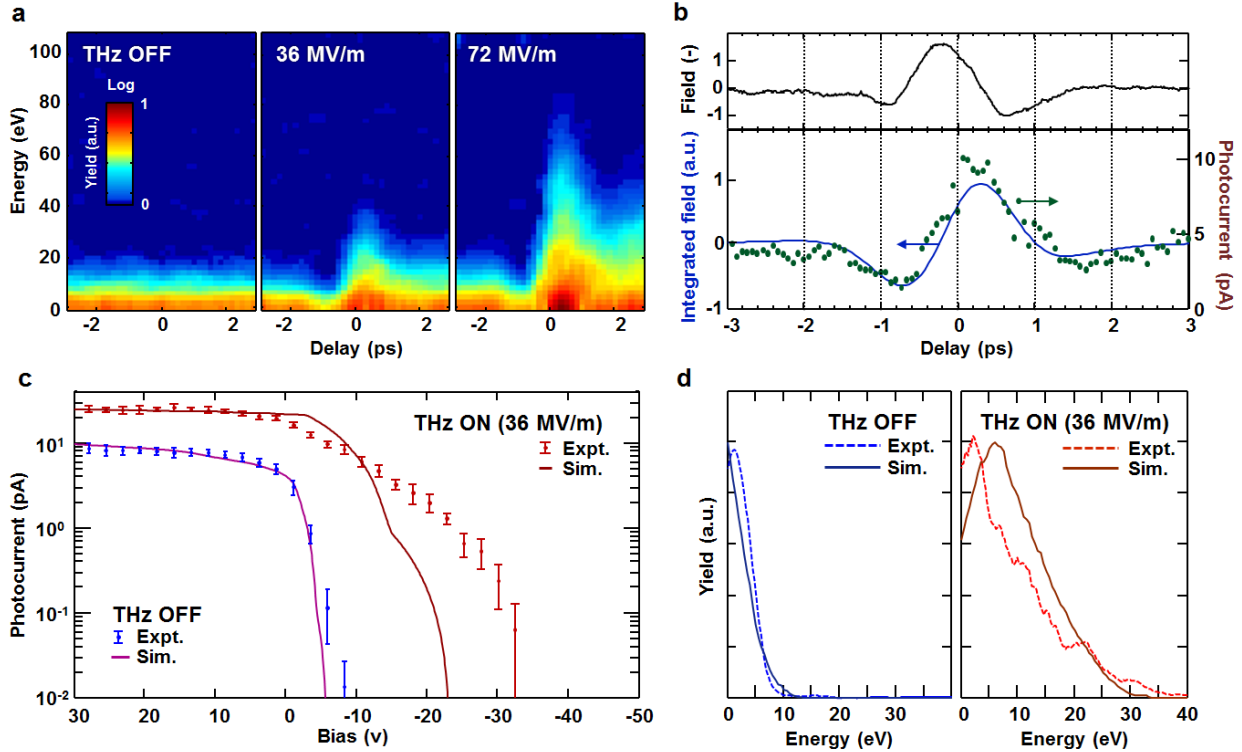 a
THz OFF
36 MV/m
72 MV/m
Log
1
0
Yield (a.u.)
Energy (eV)
100
80
60
40
20
0
-2 0 2 -2 0 2 -2 0 2
Delay (ps)
b
Field (-)
1
0
-1
Integrated field (a.u.)
1
0
-1
Photocurrent (pA)
10
5
0
-3 -2 -1 0 1 2 3
Delay (ps)
c
THz ON (36 MV/m)
Expt.
Sim.
THz OFF
Expt.
Sim.
Photocurrent (pA)
10^1
10^0
10^-1
10^-2
30 20 10 0 -10 -20 -30 -40 -50
Bias (v)
d
THz OFF
Expt.
Sim.
THz ON (36 MV/m)
Expt.
Sim.
Yield (a.u.)
0 10 20 30 0 10 20 30 40
Energy (eV) Energy (eV)